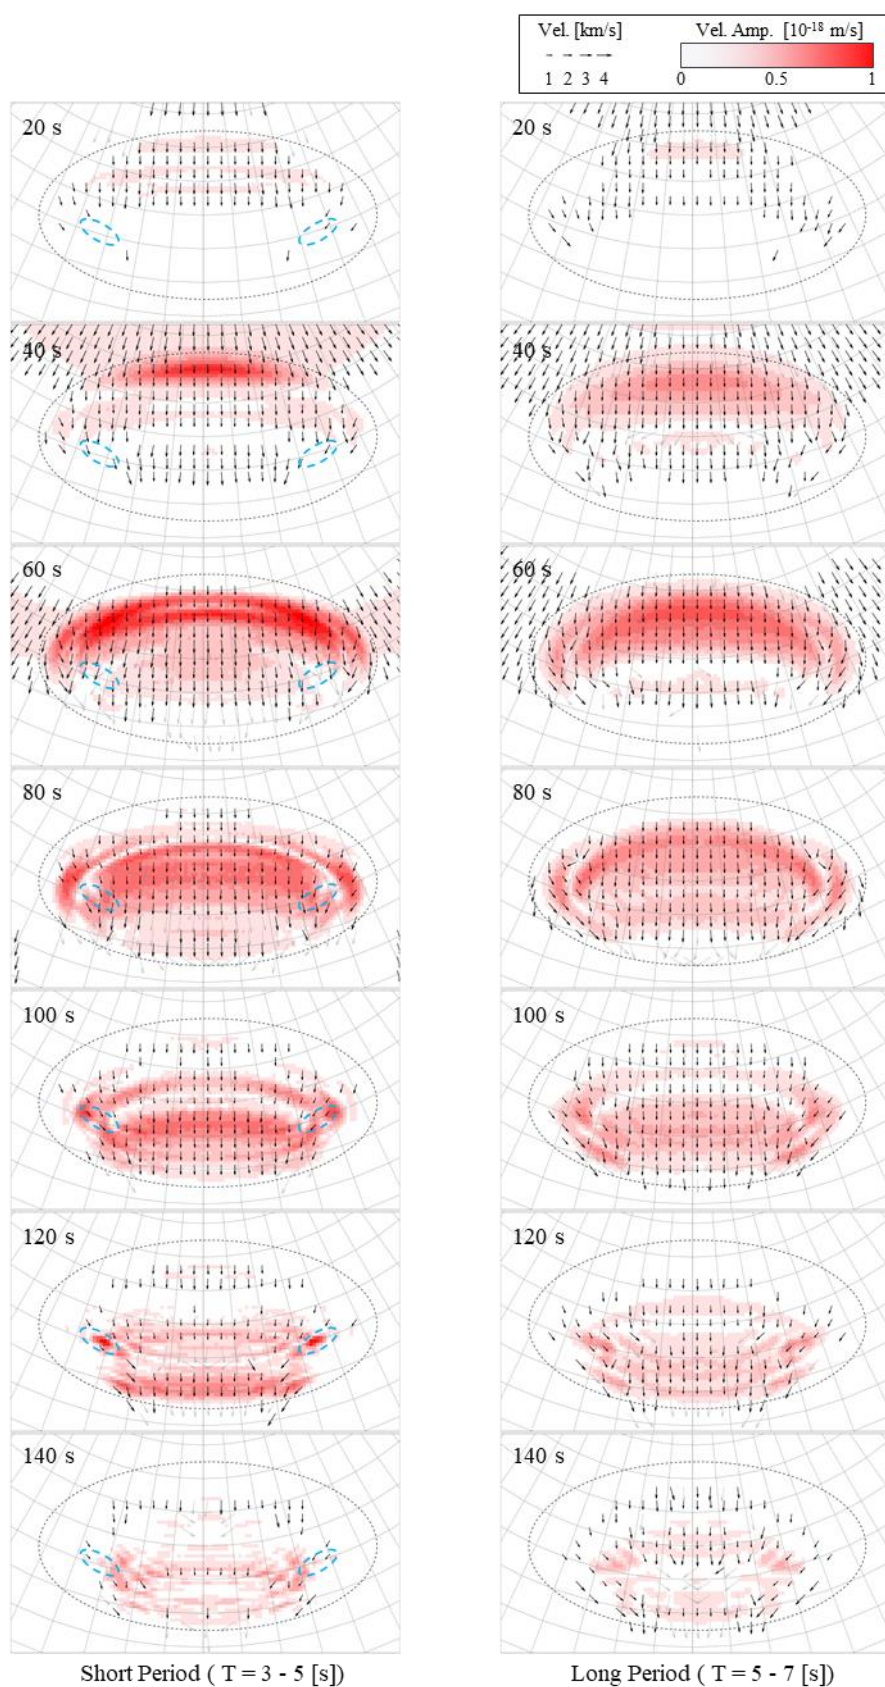 Vel. [km/s] Vel. Amp. [10⁻¹⁸ m/s]
1 2 3 4 0 0.5 1
20 s 20 s
40 s 40 s
60 s 60 s
80 s 80 s
100 s 100 s
120 s 120 s
140 s 140 s
Short Period ( T = 3 - 5 [s]) Long Period ( T = 5 - 7 [s])